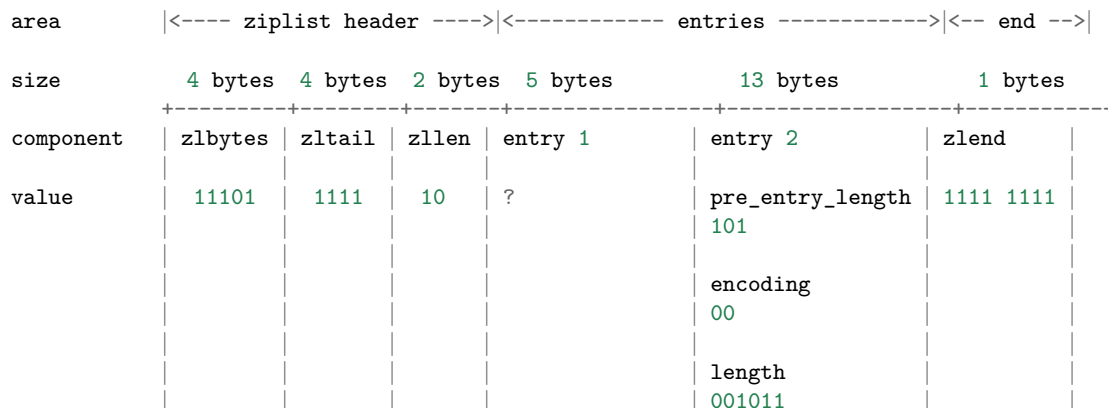 area |<---- ziplist header ---->|<----------- entries ------------>|<-- end -->|
size 4 bytes 4 bytes 2 bytes 5 bytes 13 bytes 1 bytes
+---------+--------+-------+----------------+------------------+-----------
component | zlbytes | zltail | zllen | entry 1 | entry 2 | zlend |
| | | | | | |
value | 11101 | 1111 | 10 | ? | pre_entry_length | 1111 1111 |
| | | | | 101 | |
| | | | | | |
| | | | | encoding | |
| | | | | 00 | |
| | | | | | |
| | | | | length | |
| | | | | 001011 | |